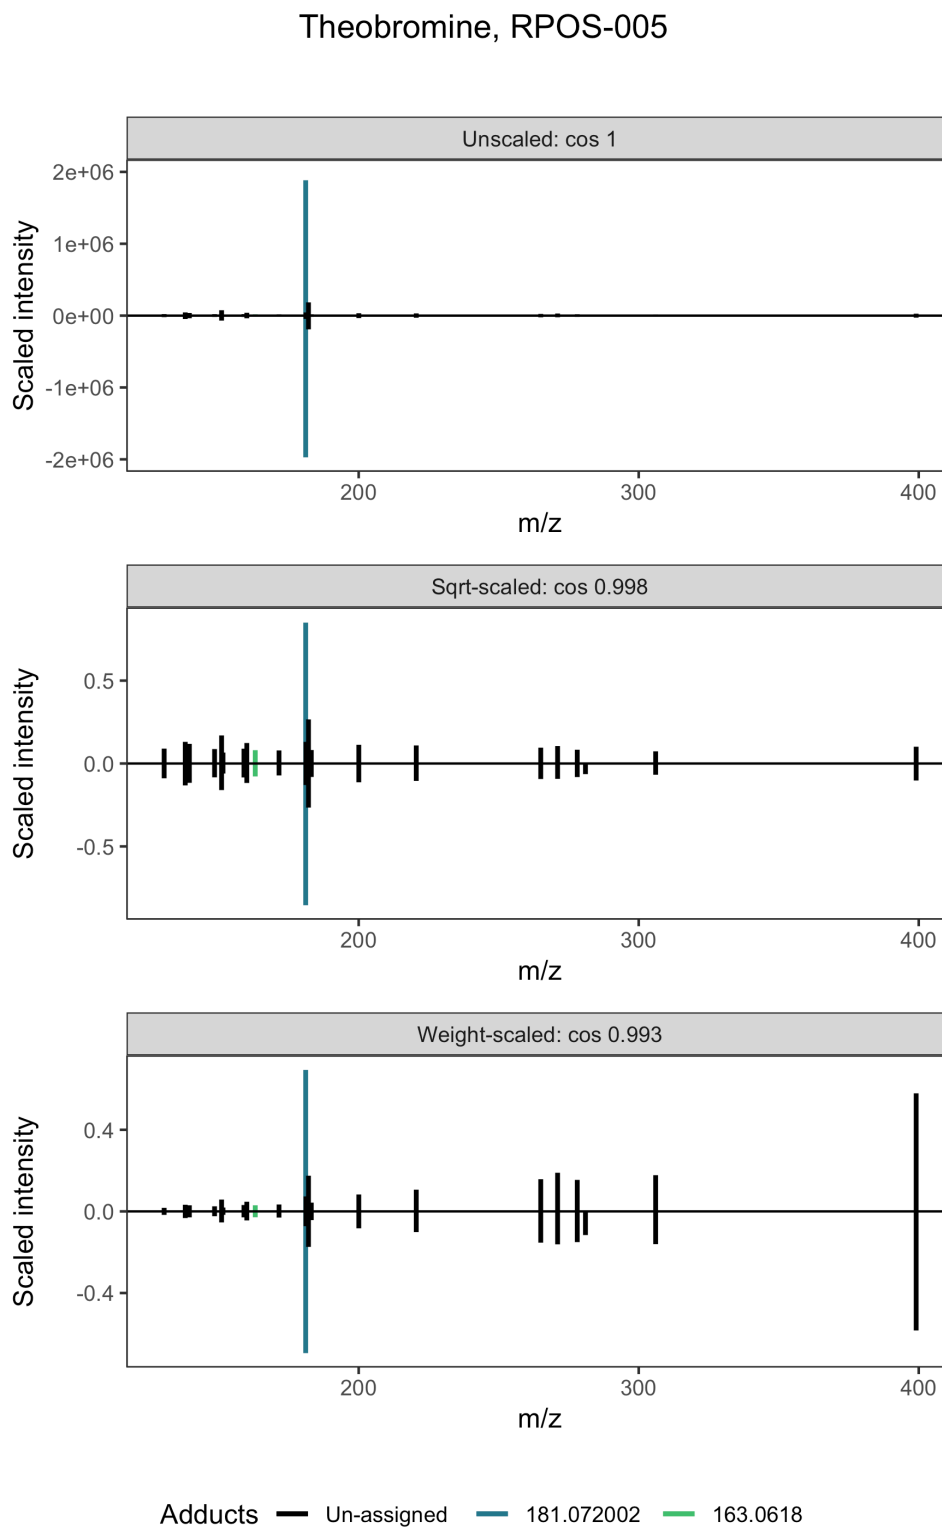 Theobromine, RPOS-005
Unscaled: cos 1
Scaled intensity
2e+06
1e+06
0e+00
-1e+06
-2e+06
200 300 400
m/z
Sqrt-scaled: cos 0.998
Scaled intensity
0.5
0.0
-0.5
200 300 400
m/z
Weight-scaled: cos 0.993
Scaled intensity
0.4
0.0
-0.4
200 300 400
m/z
Adducts Un-assigned 181.072002 163.0618